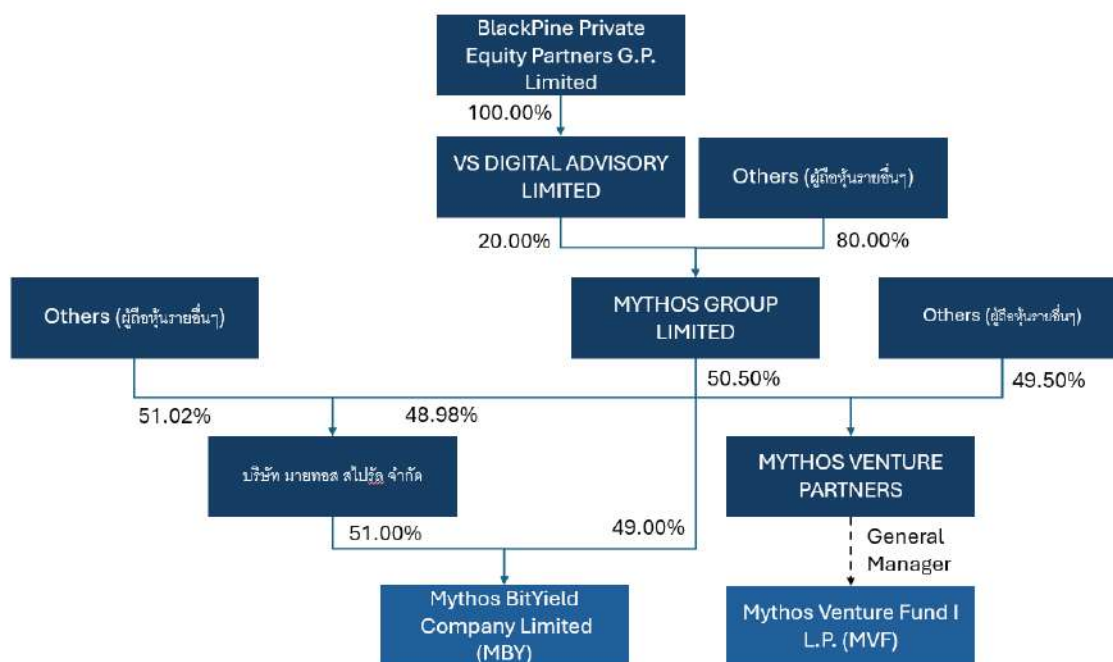 BlackPine Private
Equity Partners G.P.
Limited
100.00%
VS DIGITAL ADVISORY
LIMITED
Others (ผู้ถือหุ้นรายอื่นๆ)
20.00%
80.00%
Others (ผู้ถือหุ้นรายอื่นๆ)
MYTHOS GROUP
LIMITED
Others (ผู้ถือหุ้นรายอื่นๆ)
50.50%
49.50%
51.02%
48.98%
บริษัท มายทอส สไปรัล จำกัด
MYTHOS VENTURE
PARTNERS
51.00%
49.00%
General
Manager
Mythos BitYield
Company Limited
(MBY)
Mythos Venture Fund I
L.P. (MVF)